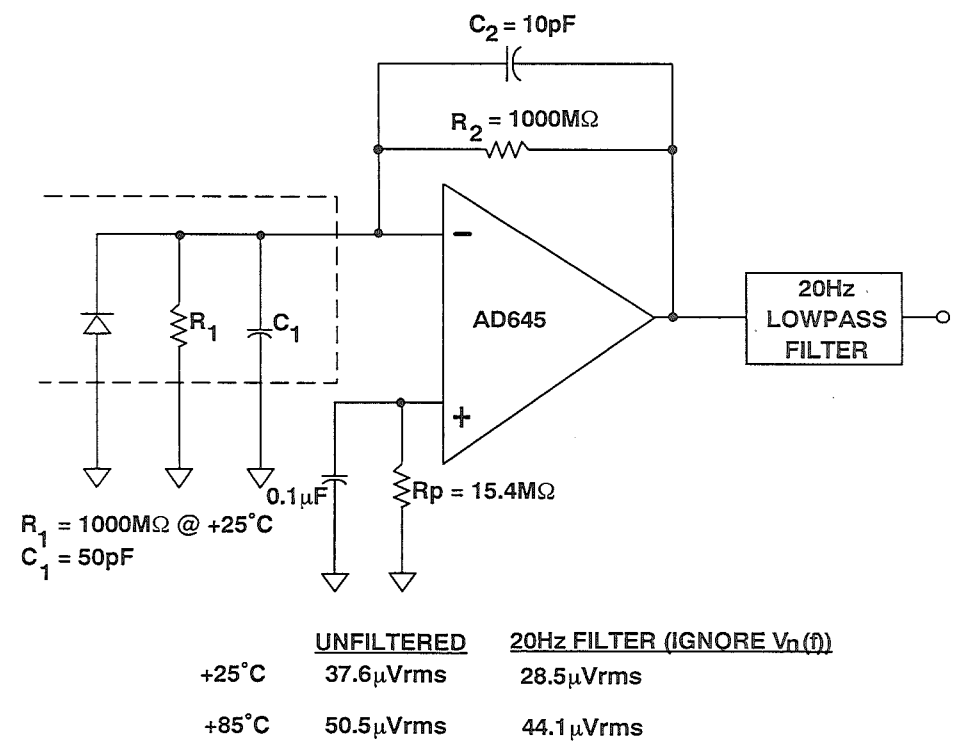 C2 = 10pF
R2 = 1000MΩ
−
AD645
+
20Hz
LOWPASS
FILTER
R1
C1
0.1μF
Rp = 15.4MΩ
R1 = 1000MΩ @ +25°C
C1 = 50pF
UNFILTERED 20Hz FILTER (IGNORE Vn(f))
+25°C 37.6μVrms 28.5μVrms
+85°C 50.5μVrms 44.1μVrms